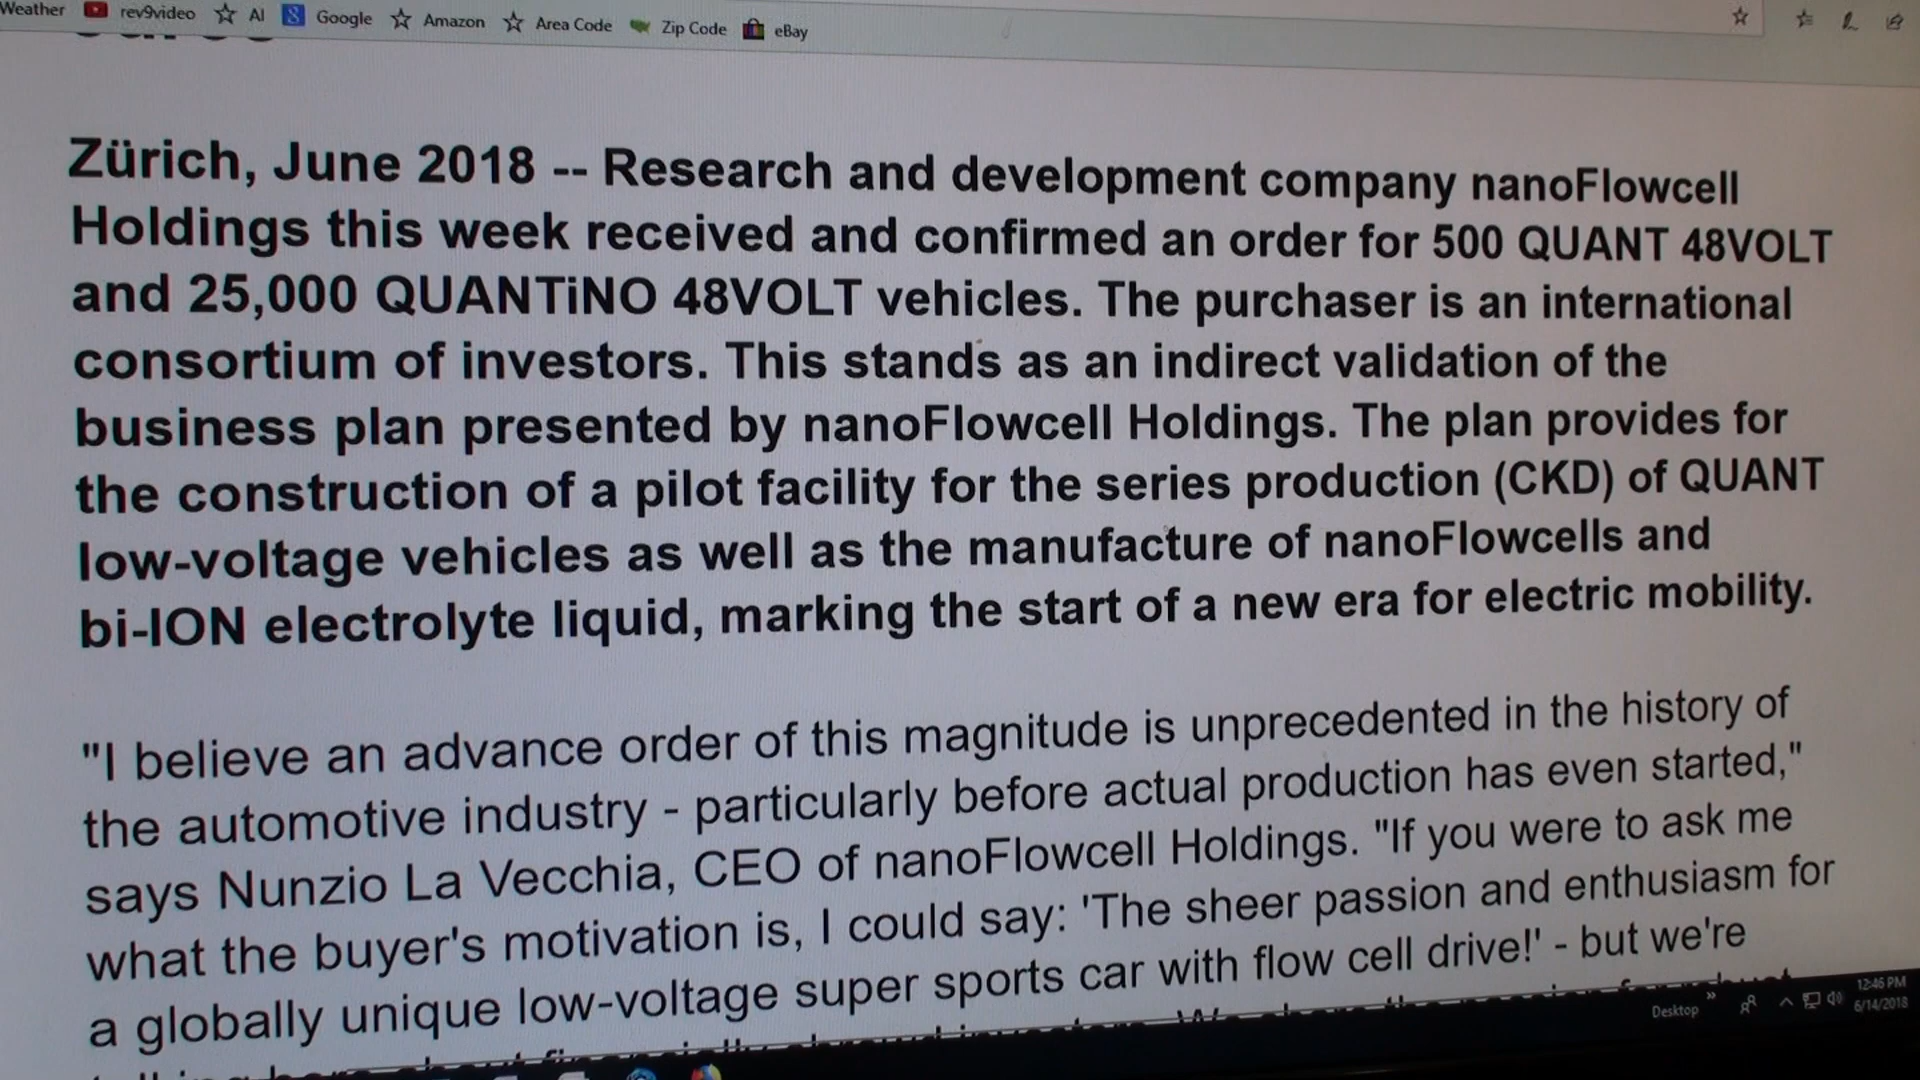 Weather rev9video AI Google Amazon Area Code Zip Code eBay
Zürich, June 2018 -- Research and development company nanoFlowcell
Holdings this week received and confirmed an order for 500 QUANT 48VOLT
and 25,000 QUANTiNO 48VOLT vehicles. The purchaser is an international
consortium of investors. This stands as an indirect validation of the
business plan presented by nanoFlowcell Holdings. The plan provides for
the construction of a pilot facility for the series production (CKD) of QUANT
low-voltage vehicles as well as the manufacture of nanoFlowcells and
bi-ION electrolyte liquid, marking the start of a new era for electric mobility.
"I believe an advance order of this magnitude is unprecedented in the history of
the automotive industry - particularly before actual production has even started,"
says Nunzio La Vecchia, CEO of nanoFlowcell Holdings. "If you were to ask me
what the buyer's motivation is, I could say: 'The sheer passion and enthusiasm for
a globally unique low-voltage super sports car with flow cell drive!' - but we're
Desktop
12:46 PM
6/14/2018